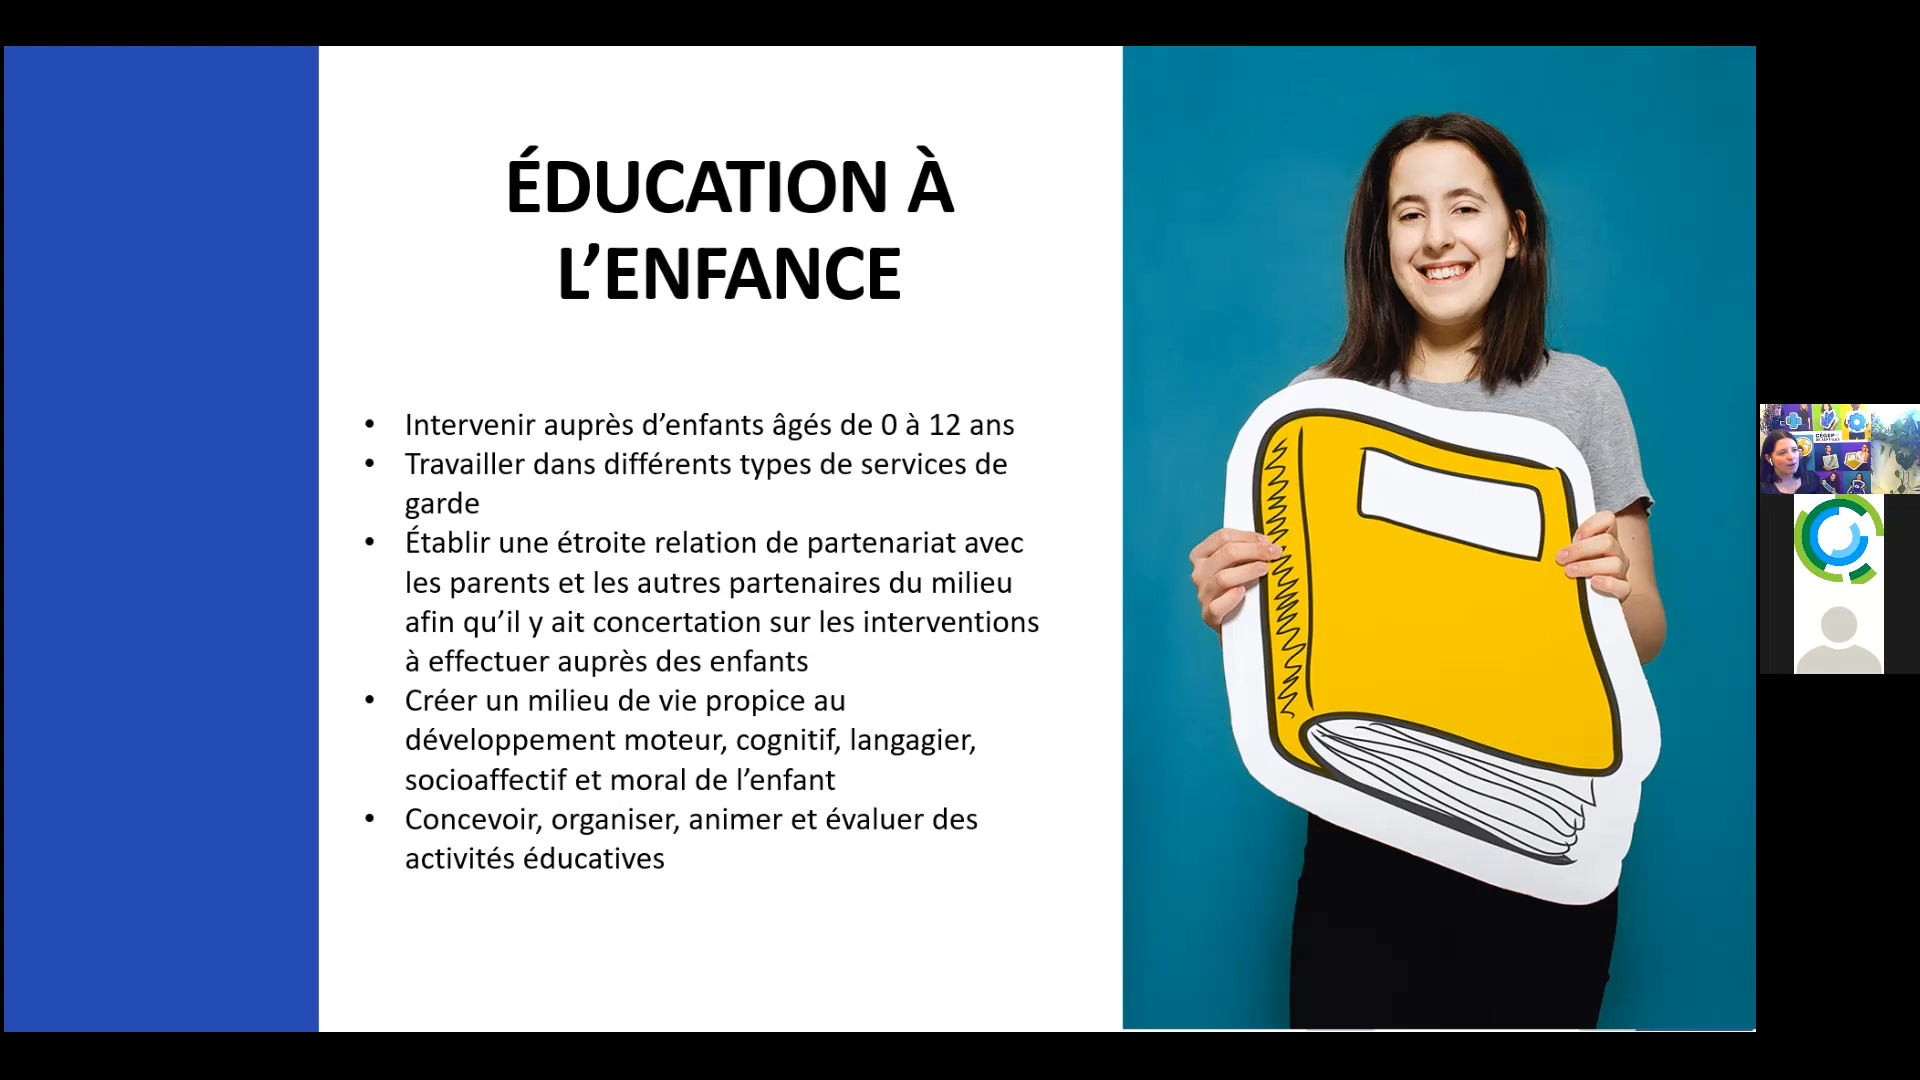 ÉDUCATION À
L’ENFANCE
• Intervenir auprès d’enfants âgés de 0 à 12 ans
• Travailler dans différents types de services de
garde
• Établir une étroite relation de partenariat avec
les parents et les autres partenaires du milieu
afin qu’il y ait concertation sur les interventions
à effectuer auprès des enfants
• Créer un milieu de vie propice au
développement moteur, cognitif, langagier,
socioaffectif et moral de l’enfant
• Concevoir, organiser, animer et évaluer des
activités éducatives
CEGEP